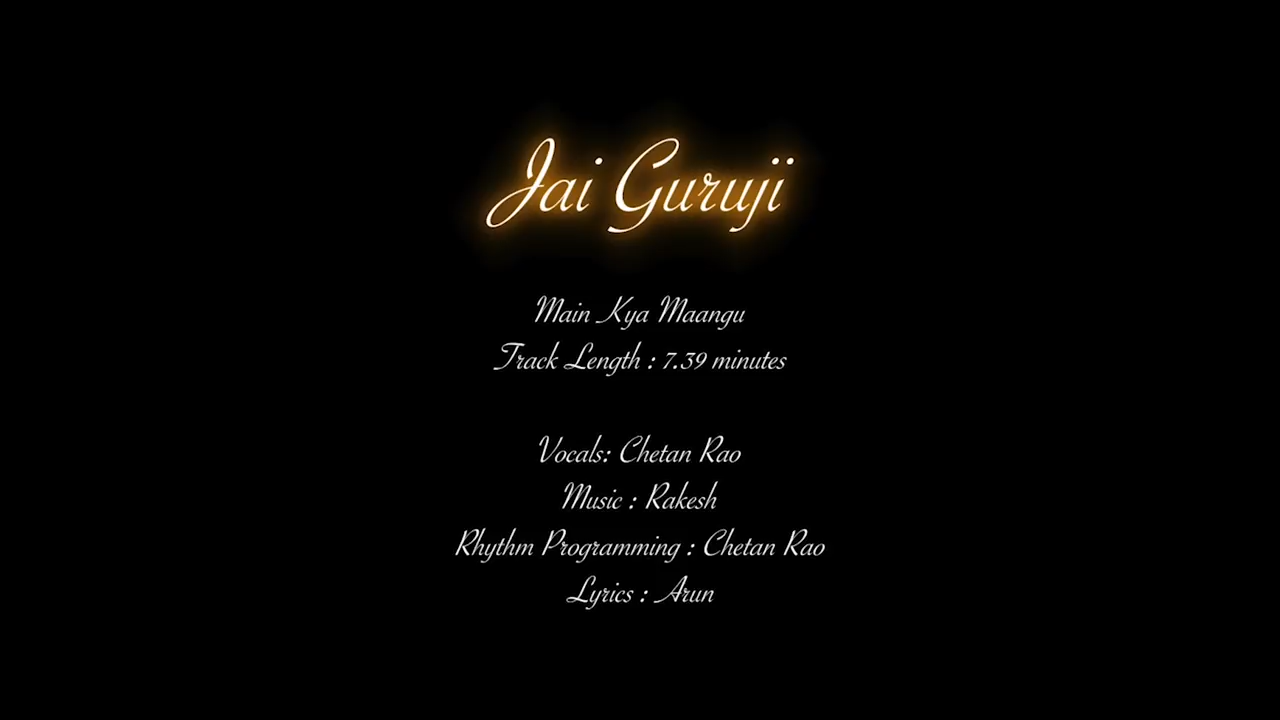 Jai Guruji
Main Kya Maangu
Track Length : 7.39 minutes
Vocals: Chetan Rao
Music : Rakesh
Rhythm Programming : Chetan Rao
Lyrics : Arun